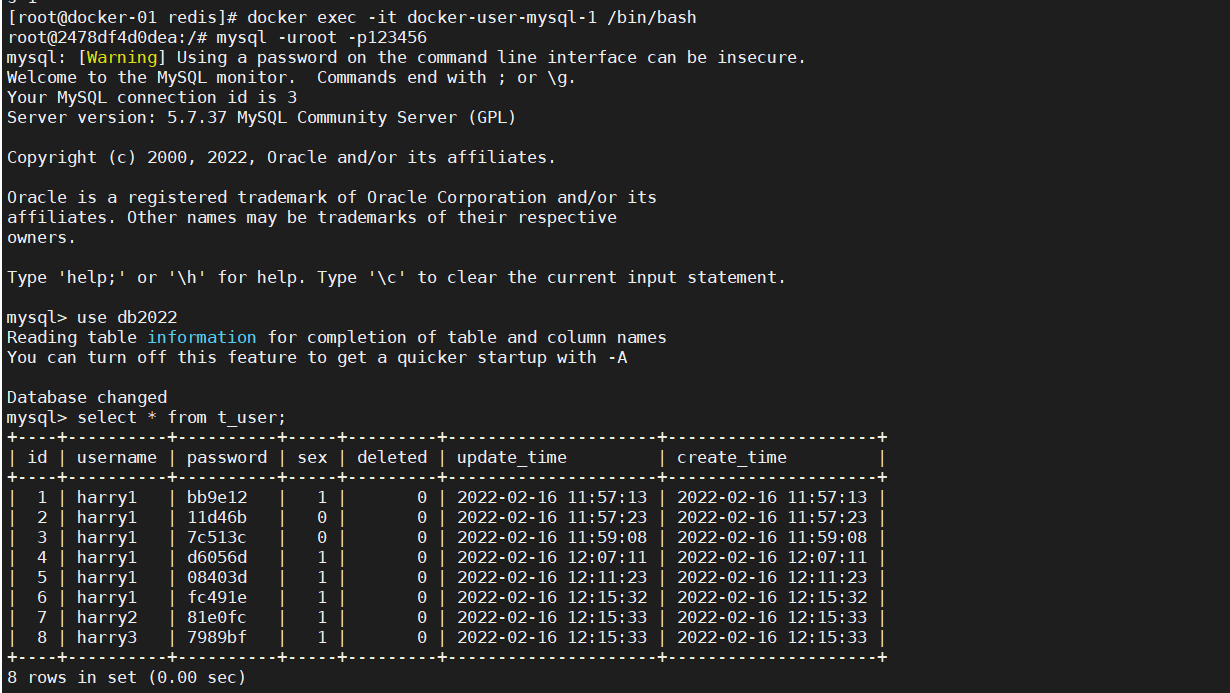 [root@docker-01 redis]# docker exec -it docker-user-mysql-1 /bin/bash
root@2478df4d0dea:/# mysql -uroot -p123456
mysql: [Warning] Using a password on the command line interface can be insecure.
Welcome to the MySQL monitor.  Commands end with ; or \g.
Your MySQL connection id is 3
Server version: 5.7.37 MySQL Community Server (GPL)

Copyright (c) 2000, 2022, Oracle and/or its affiliates.

Oracle is a registered trademark of Oracle Corporation and/or its
affiliates. Other names may be trademarks of their respective
owners.

Type 'help;' or '\h' for help. Type '\c' to clear the current input statement.

mysql> use db2022
Reading table information for completion of table and column names
You can turn off this feature to get a quicker startup with -A

Database changed
mysql> select * from t_user;
+----+----------+----------+-----+---------+---------------------+---------------------+
| id | username | password | sex | deleted | update_time         | create_time         |
+----+----------+----------+-----+---------+---------------------+---------------------+
|  1 | harry1   | bb9e12   |   1 |       0 | 2022-02-16 11:57:13 | 2022-02-16 11:57:13 |
|  2 | harry1   | 11d46b   |   0 |       0 | 2022-02-16 11:57:23 | 2022-02-16 11:57:23 |
|  3 | harry1   | 7c513c   |   0 |       0 | 2022-02-16 11:59:08 | 2022-02-16 11:59:08 |
|  4 | harry1   | d6056d   |   1 |       0 | 2022-02-16 12:07:11 | 2022-02-16 12:07:11 |
|  5 | harry1   | 08403d   |   1 |       0 | 2022-02-16 12:11:23 | 2022-02-16 12:11:23 |
|  6 | harry1   | fc491e   |   1 |       0 | 2022-02-16 12:15:32 | 2022-02-16 12:15:32 |
|  7 | harry2   | 81e0fc   |   1 |       0 | 2022-02-16 12:15:33 | 2022-02-16 12:15:33 |
|  8 | harry3   | 7989bf   |   1 |       0 | 2022-02-16 12:15:33 | 2022-02-16 12:15:33 |
+----+----------+----------+-----+---------+---------------------+---------------------+
8 rows in set (0.00 sec)